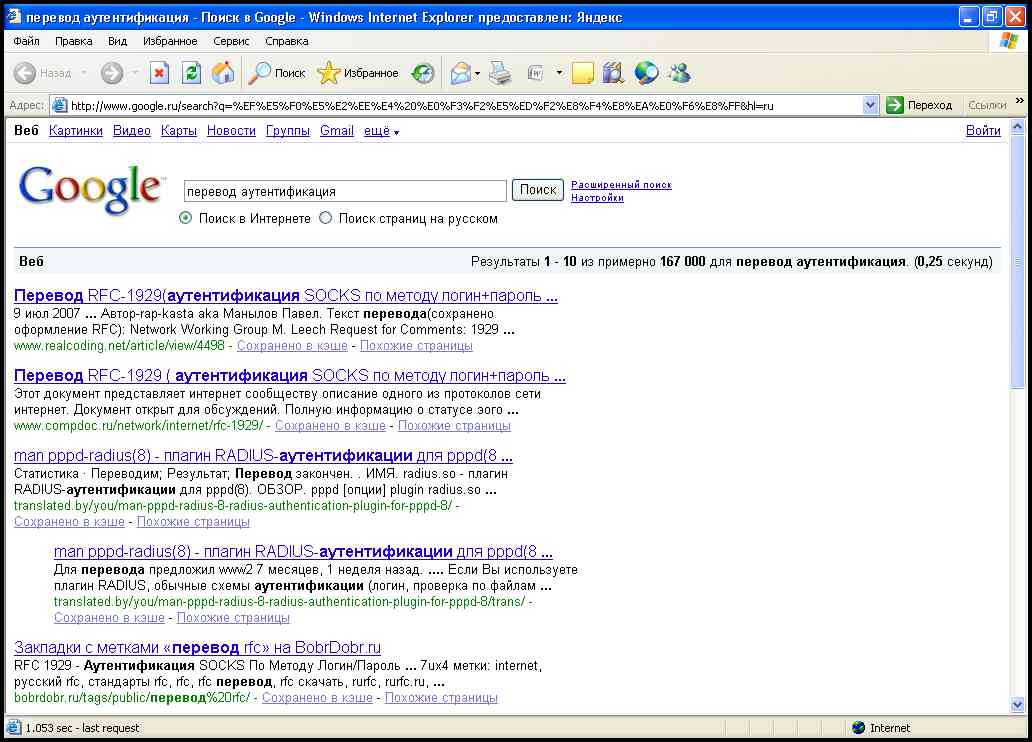 перевод аутентификация - Поиск в Google - Windows Internet Explorer предоставлен: Яндекс
Файл Правка Вид Избранное Сервис Справка
Назад Поиск Избранное
Адрес: http://www.google.ru/search?q=%EF%E5%F0%E5%E2%EE%E4%20%E0%F3%F2%E5%ED%F2%E8%F4%E8%EA%E0%F6%E8%FF&hl=ru Переход Ссылки »
Веб Картинки Видео Карты Новости Группы Gmail ещё ▼ Войти
Google™ перевод аутентификация Поиск Расширенный поиск
Настройки
Поиск в Интернете Поиск страниц на русском
Веб Результаты 1 - 10 из примерно 167 000 для перевод аутентификация. (0,25 секунд)
Перевод RFC-1929(аутентификация SOCKS по методу логин+пароль ...
9 июл 2007 ... Автор-rap-kasta aka Манылов Павел. Текст перевода(сохранено
оформление RFC): Network Working Group M. Leech Request for Comments: 1929 ...
www.realcoding.net/article/view/4498 - Сохранено в кэше - Похожие страницы
Перевод RFC-1929 ( аутентификация SOCKS по методу логин+пароль ...
Этот документ представляет интернет сообществу описание одного из протоколов сети
интернет. Документ открыт для обсуждений. Полную информацию о статусе эого ...
www.compdoc.ru/network/internet/rfc-1929/ - Сохранено в кэше - Похожие страницы
man pppd-radius(8) - плагин RADIUS-аутентификации для pppd(8 ...
Статистика · Переводим; Результат; Перевод закончен. . ИМЯ. radius.so - плагин
RADIUS-аутентификации для pppd(8). ОБЗОР. pppd [опции] plugin radius.so ...
translated.by/you/man-pppd-radius-8-radius-authentication-plugin-for-pppd-8/ -
Сохранено в кэше - Похожие страницы
man pppd-radius(8) - плагин RADIUS-аутентификации для pppd(8 ...
Для перевода предложил www2 7 месяцев, 1 неделя назад. .... Если Вы используете
плагин RADIUS, обычные схемы аутентификации (логин, проверка по файлам ...
translated.by/you/man-pppd-radius-8-radius-authentication-plugin-for-pppd-8/trans/ -
Сохранено в кэше - Похожие страницы
Закладки с метками «перевод rfc» на BobrDobr.ru
RFC 1929 - Аутентификация SOCKS По Методу Логин/Пароль ... 7ux4 метки: internet,
русский rfc, стандарты rfc, rfc, rfc перевод, rfc скачать, rurfc, rurfc.ru, ...
bobrdobr.ru/tags/public/перевод%20rfc/ - Сохранено в кэше - Похожие страницы
1.053 sec - last request Internet